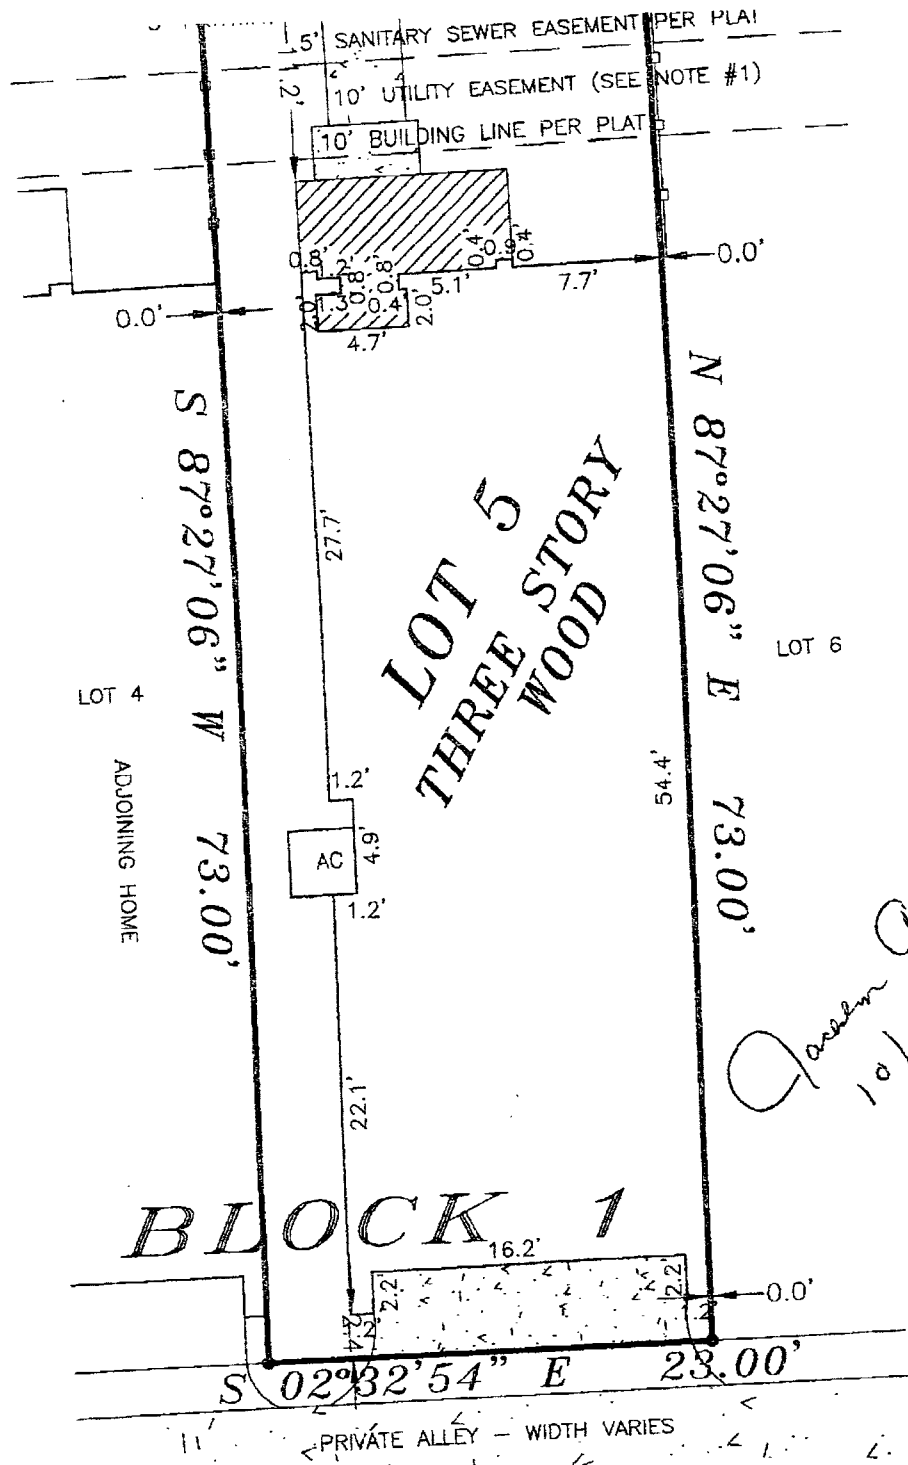 5' SANITARY SEWER EASEMENT PER PLAT
.2'
10' UTILITY EASEMENT (SEE NOTE #1)
10' BUILDING LINE PER PLAT
0.8'
1.2'
0.8'
0.8'
0.4'
0.9'
0.4'
0.0'
1.3'
0.4'
2.0'
5.1'
7.7'
0.0'
4.7'
S 87°27'06" W 73.00'
N 87°27'06" E 73.00'
27.7'
LOT 5
THREE STORY
WOOD
LOT 6
LOT 4
ADJOINING HOME
54.4'
1.2'
AC
4.9'
1.2'
22.1'
BLOCK 1
16.2'
2.2'
2.2'
0.0'
2.4'
S 02°32'54" E 23.00'
PRIVATE ALLEY - WIDTH VARIES